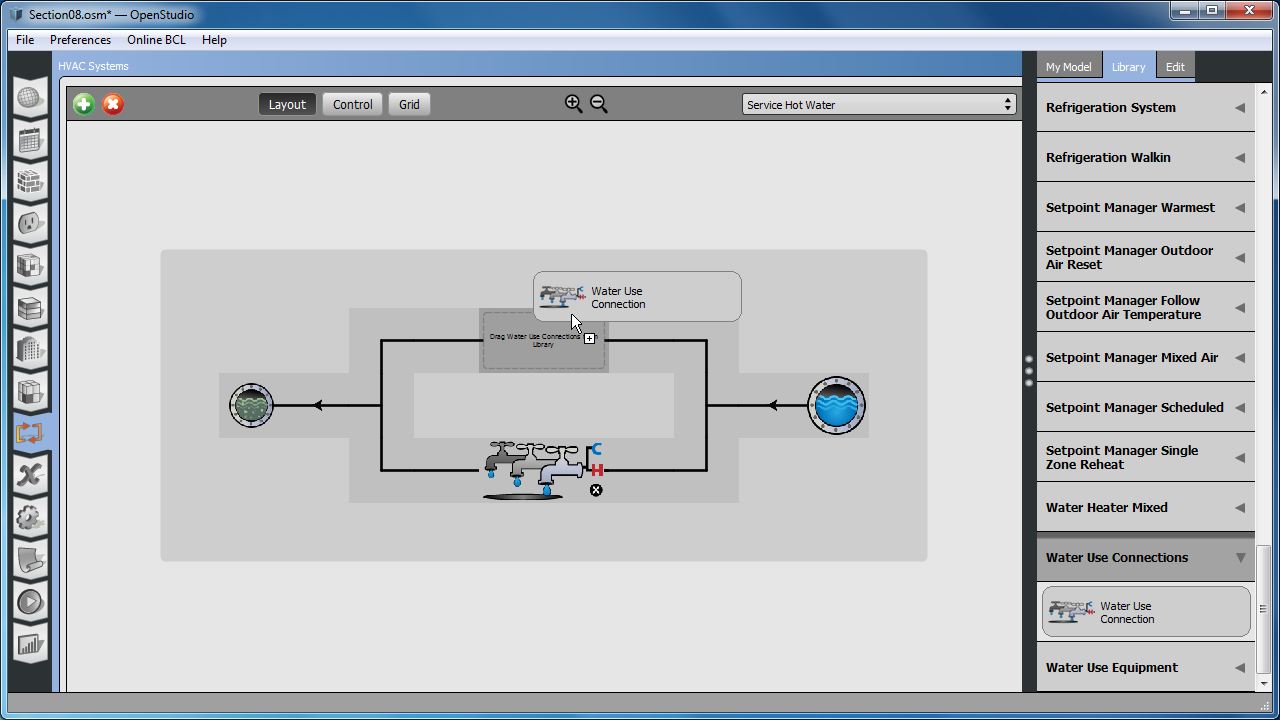 Section08.osm* — OpenStudio
File Preferences Online BCL Help
HVAC Systems
My Model Library Edit
Layout Control Grid
Service Hot Water
Refrigeration System
Refrigeration Walkin
Setpoint Manager Warmest
Setpoint Manager Outdoor
Air Reset
Setpoint Manager Follow
Outdoor Air Temperature
Setpoint Manager Mixed Air
Setpoint Manager Scheduled
Setpoint Manager Single
Zone Reheat
Water Heater Mixed
Water Use Connections
Water Use
Connection
Water Use Equipment
Water Use
Connection
Drag Water Use Connections
Library
C
H